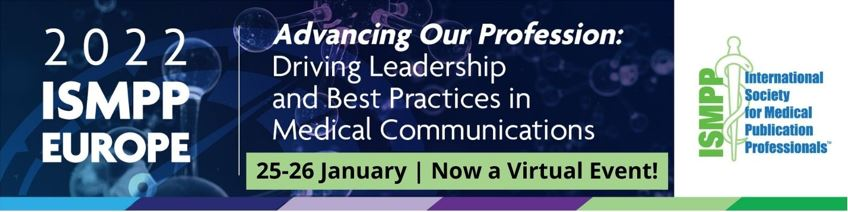 2022
ISMPP
EUROPE
Advancing Our Profession:
Driving Leadership
and Best Practices in
Medical Communications
25-26 January | Now a Virtual Event!
ISMPP
International
Society
for Medical
Publication
Professionals™